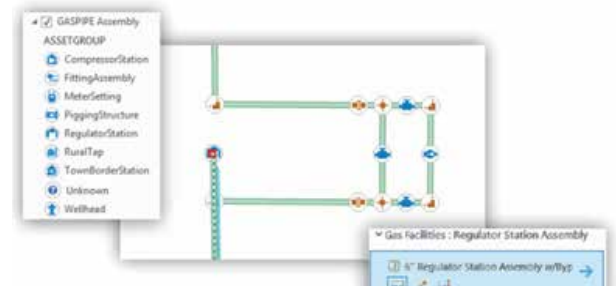 GASPIPE Assembly
ASSETGROUP
CompressorStation
FittingAssembly
MeterSetting
PiggingStructure
RegulatorStation
RuralTap
TownBorderStation
Unknown
Wellhead
Gas Facilities : Regulator Station Assembly
6" Regulator Station Assembly w/Byp